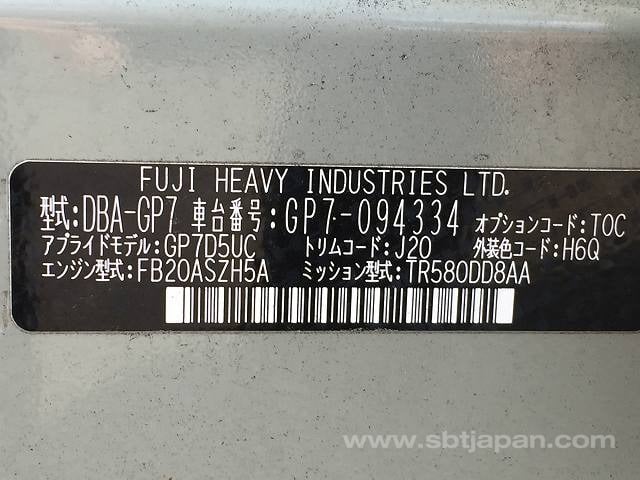 FUJI HEAVY INDUSTRIES LTD.
型式:DBA-GP7 車台番号:GP7-094334 オプションコード:TOC
アプライドモデル:GP7D5UC トリムコード:J20 外装色コード:H6Q
エンジン型式:FB20ASZH5A ミッション型式:TR580DD8AA
www.sbtjapan.com